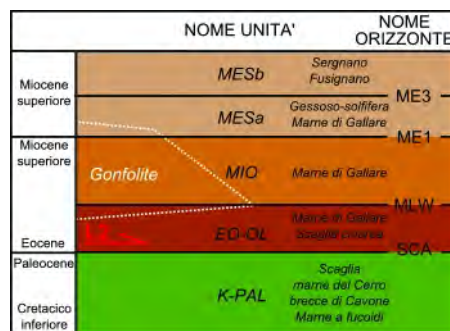 NOME UNITA'
NOME
ORIZZONTE
Miocene
superiore
MESb
Sergnano
Fusignano
ME3
MESa
Gessoso-solfifera
Marne di Gallare
ME1
Miocene
superiore
Gonfolite
MIO
Marne di Gallare
MLW
Eocene
EO-OL
Marne di Gallare
Scaglia cinerea
SCA
Paleocene
Cretacico
inferiore
K-PAL
Scaglia
marne del Cerro
brecce di Cavone
Marne a fucoidi